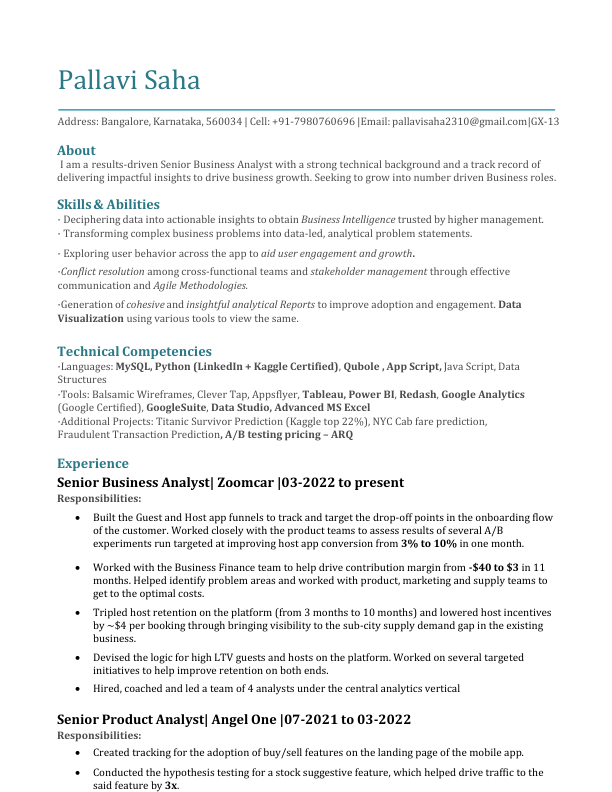 Pallavi Saha
Address: Bangalore, Karnataka, 560034 | Cell: +91-7980760696 |Email: pallavisaha2310@gmail.com|GX-13
About
I am a results-driven Senior Business Analyst with a strong technical background and a track record of
delivering impactful insights to drive business growth. Seeking to grow into number driven Business roles.
Skills & Abilities
· Deciphering data into actionable insights to obtain Business Intelligence trusted by higher management.
· Transforming complex business problems into data-led, analytical problem statements.
· Exploring user behavior across the app to aid user engagement and growth.
·Conflict resolution among cross-functional teams and stakeholder management through effective
communication and Agile Methodologies.
·Generation of cohesive and insightful analytical Reports to improve adoption and engagement. Data
Visualization using various tools to view the same.
Technical Competencies
·Languages: MySQL, Python (LinkedIn + Kaggle Certified), Qubole , App Script, Java Script, Data
Structures
·Tools: Balsamic Wireframes, Clever Tap, Appsflyer, Tableau, Power BI, Redash, Google Analytics
(Google Certified), GoogleSuite, Data Studio, Advanced MS Excel
·Additional Projects: Titanic Survivor Prediction (Kaggle top 22%), NYC Cab fare prediction,
Fraudulent Transaction Prediction, A/B testing pricing – ARQ
Experience
Senior Business Analyst| Zoomcar |03-2022 to present
Responsibilities:
• Built the Guest and Host app funnels to track and target the drop-off points in the onboarding flow
of the customer. Worked closely with the product teams to assess results of several A/B
experiments run targeted at improving host app conversion from 3% to 10% in one month.
• Worked with the Business Finance team to help drive contribution margin from -$40 to $3 in 11
months. Helped identify problem areas and worked with product, marketing and supply teams to
get to the optimal costs.
• Tripled host retention on the platform (from 3 months to 10 months) and lowered host incentives
by ~$4 per booking through bringing visibility to the sub-city supply demand gap in the existing
business.
• Devised the logic for high LTV guests and hosts on the platform. Worked on several targeted
initiatives to help improve retention on both ends.
• Hired, coached and led a team of 4 analysts under the central analytics vertical
Senior Product Analyst| Angel One |07-2021 to 03-2022
Responsibilities:
• Created tracking for the adoption of buy/sell features on the landing page of the mobile app.
• Conducted the hypothesis testing for a stock suggestive feature, which helped drive traffic to the
said feature by 3x.